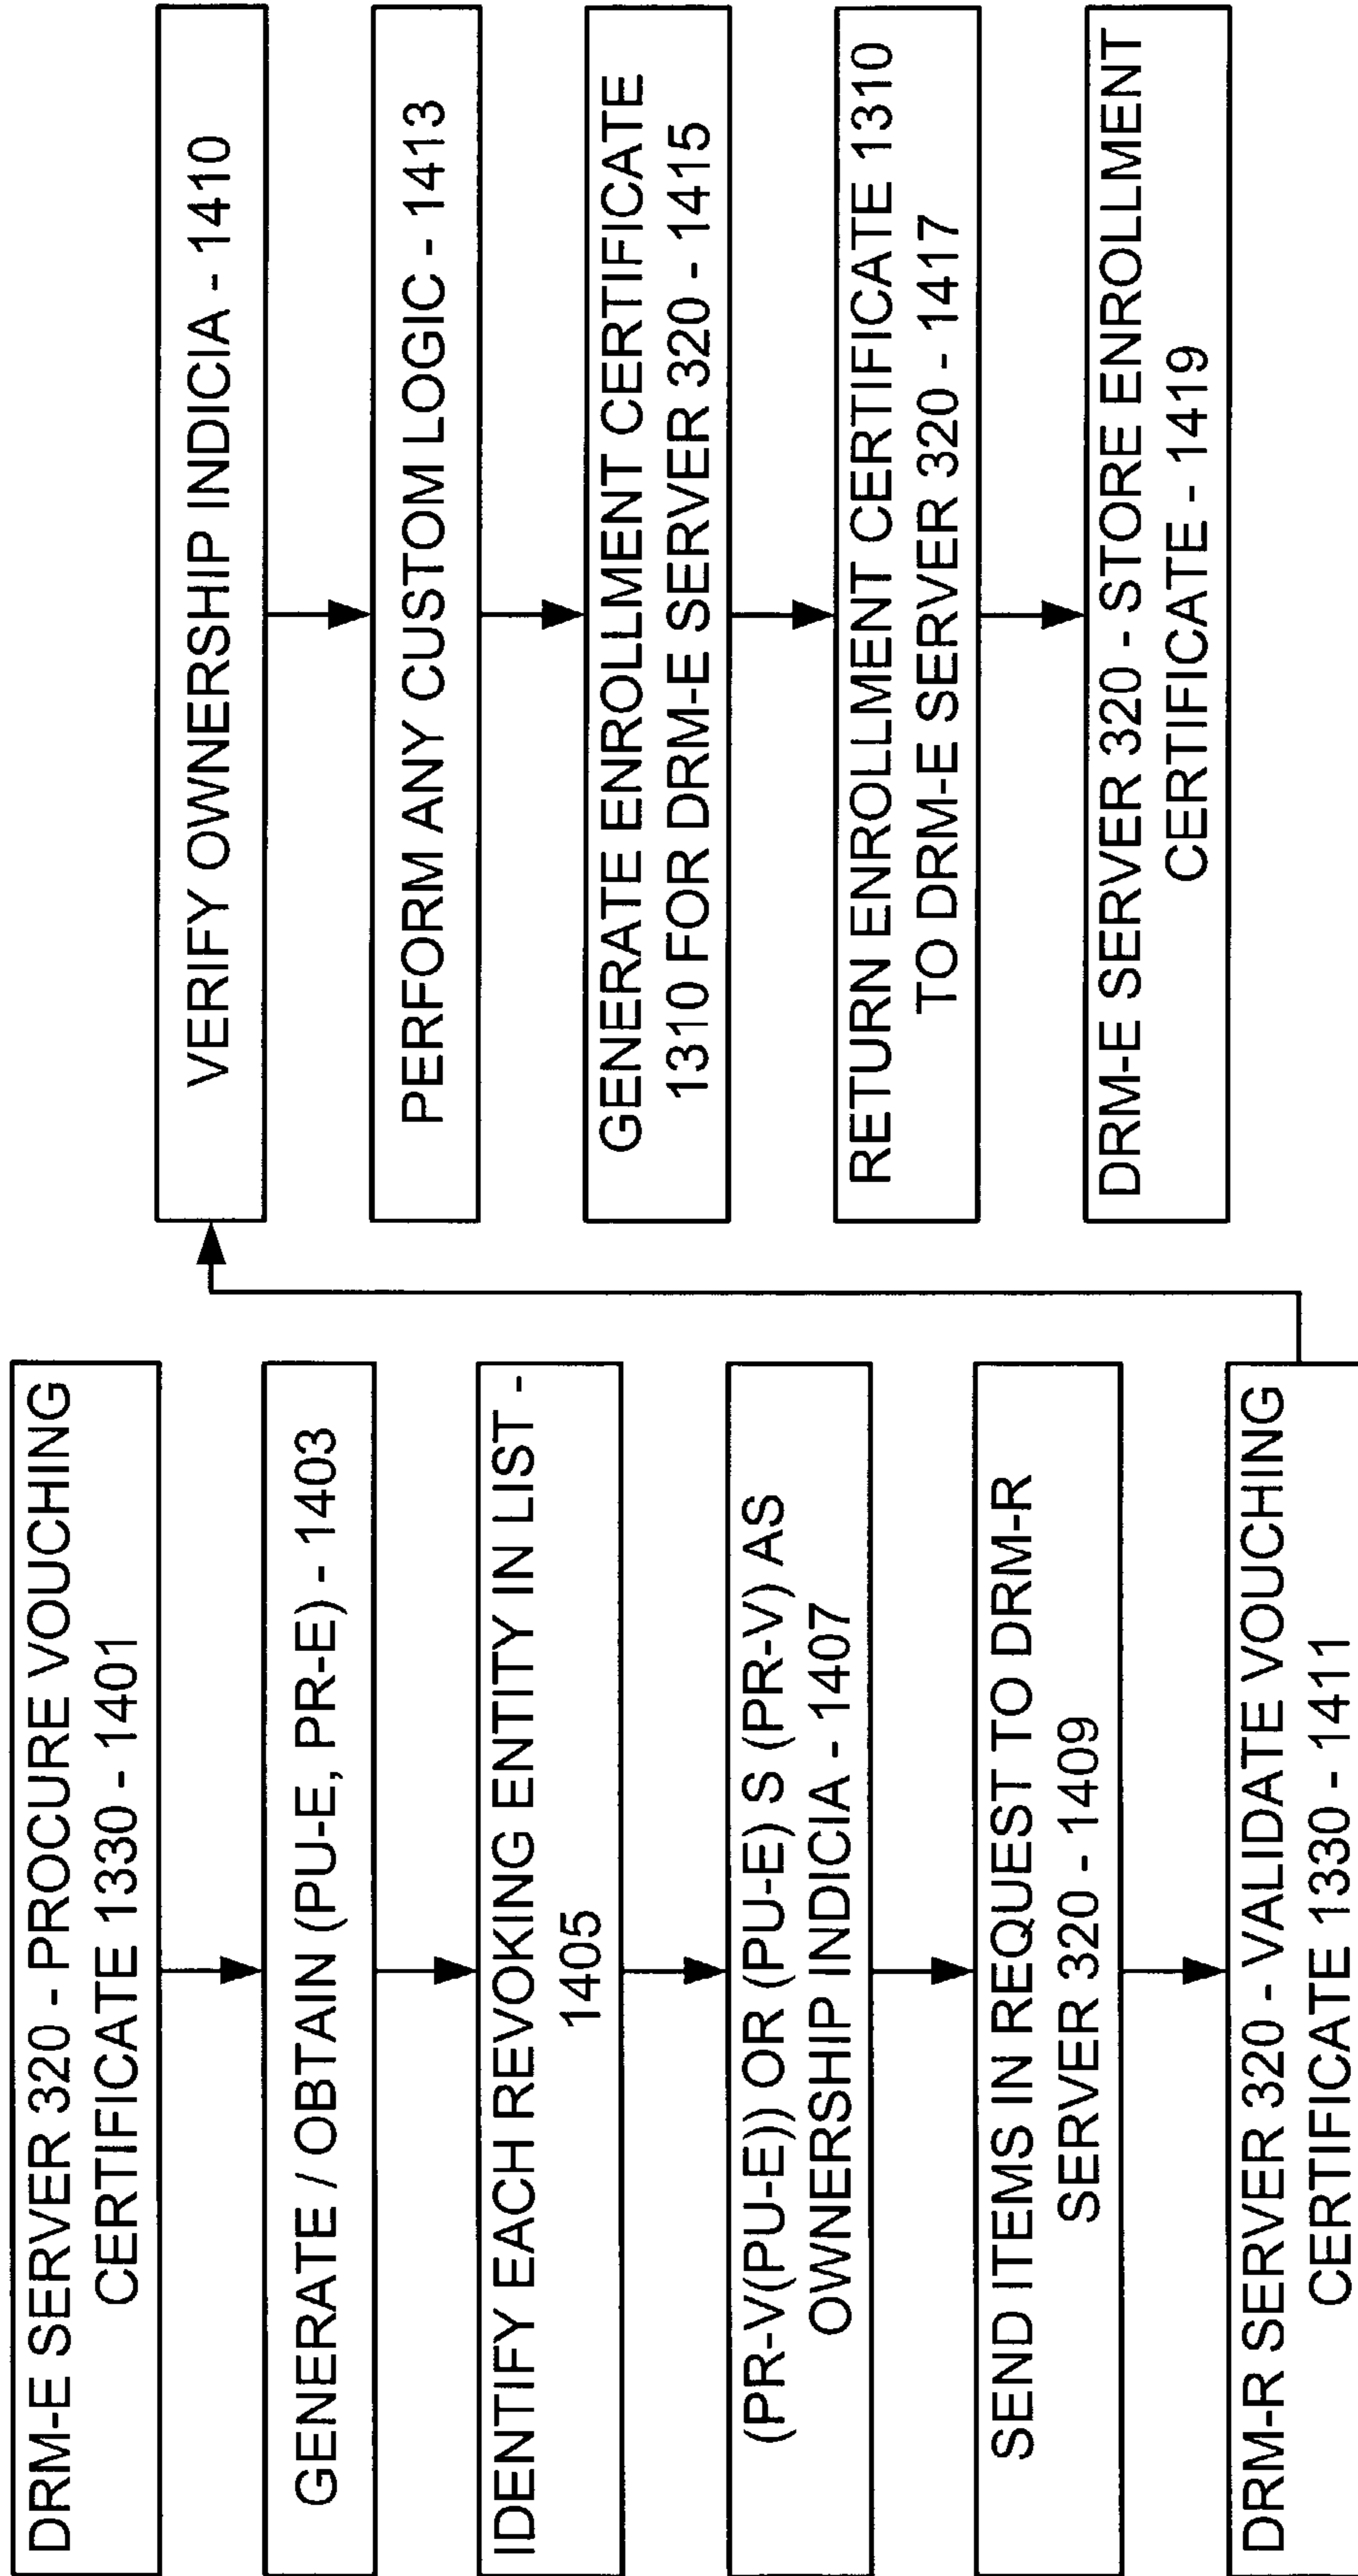 DRM-E SERVER 320 - PROCURE VOUCHING
CERTIFICATE 1330 - 1401
GENERATE / OBTAIN (PU-E, PR-E) - 1403
IDENTIFY EACH REVOKING ENTITY IN LIST -
1405
(PR-V(PU-E)) OR (PU-E) S (PR-V) AS
OWNERSHIP INDICIA - 1407
SEND ITEMS IN REQUEST TO DRM-R
SERVER 320 - 1409
DRM-R SERVER 320 - VALIDATE VOUCHING
CERTIFICATE 1330 - 1411
VERIFY OWNERSHIP INDICIA - 1410
PERFORM ANY CUSTOM LOGIC - 1413
GENERATE ENROLLMENT CERTIFICATE
1310 FOR DRM-E SERVER 320 - 1415
RETURN ENROLLMENT CERTIFICATE 1310
TO DRM-E SERVER 320 - 1417
DRM-E SERVER 320 - STORE ENROLLMENT
CERTIFICATE - 1419